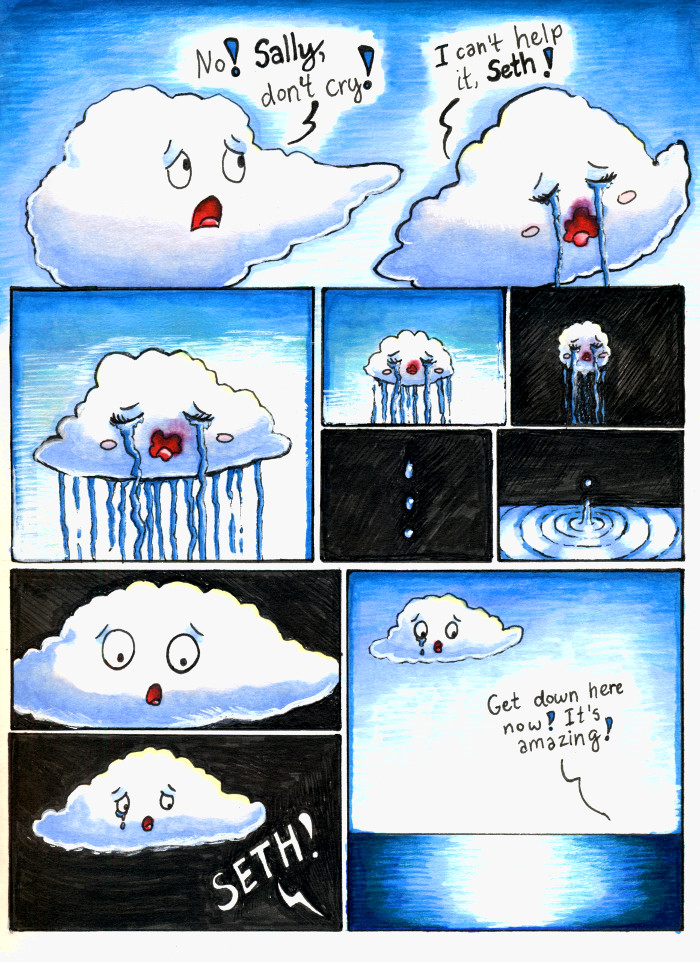 No! Sally,
don't cry!
I can't help
it, Seth!
SETH!
Get down here
now! It's
amazing!